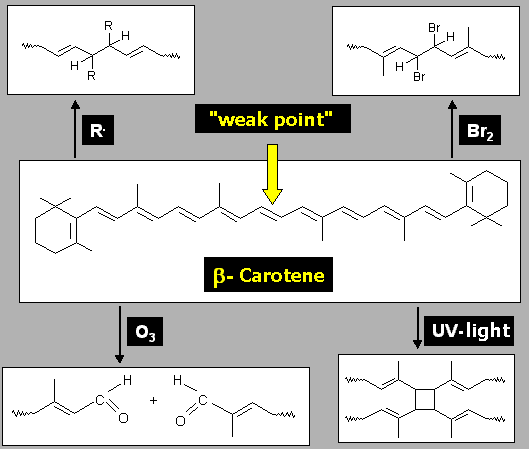 R
H
H
R
Br
H
H
Br
R·
"weak point"
Br₂
β- Carotene
O₃
UV-light
H
C
O
+
H
C
O